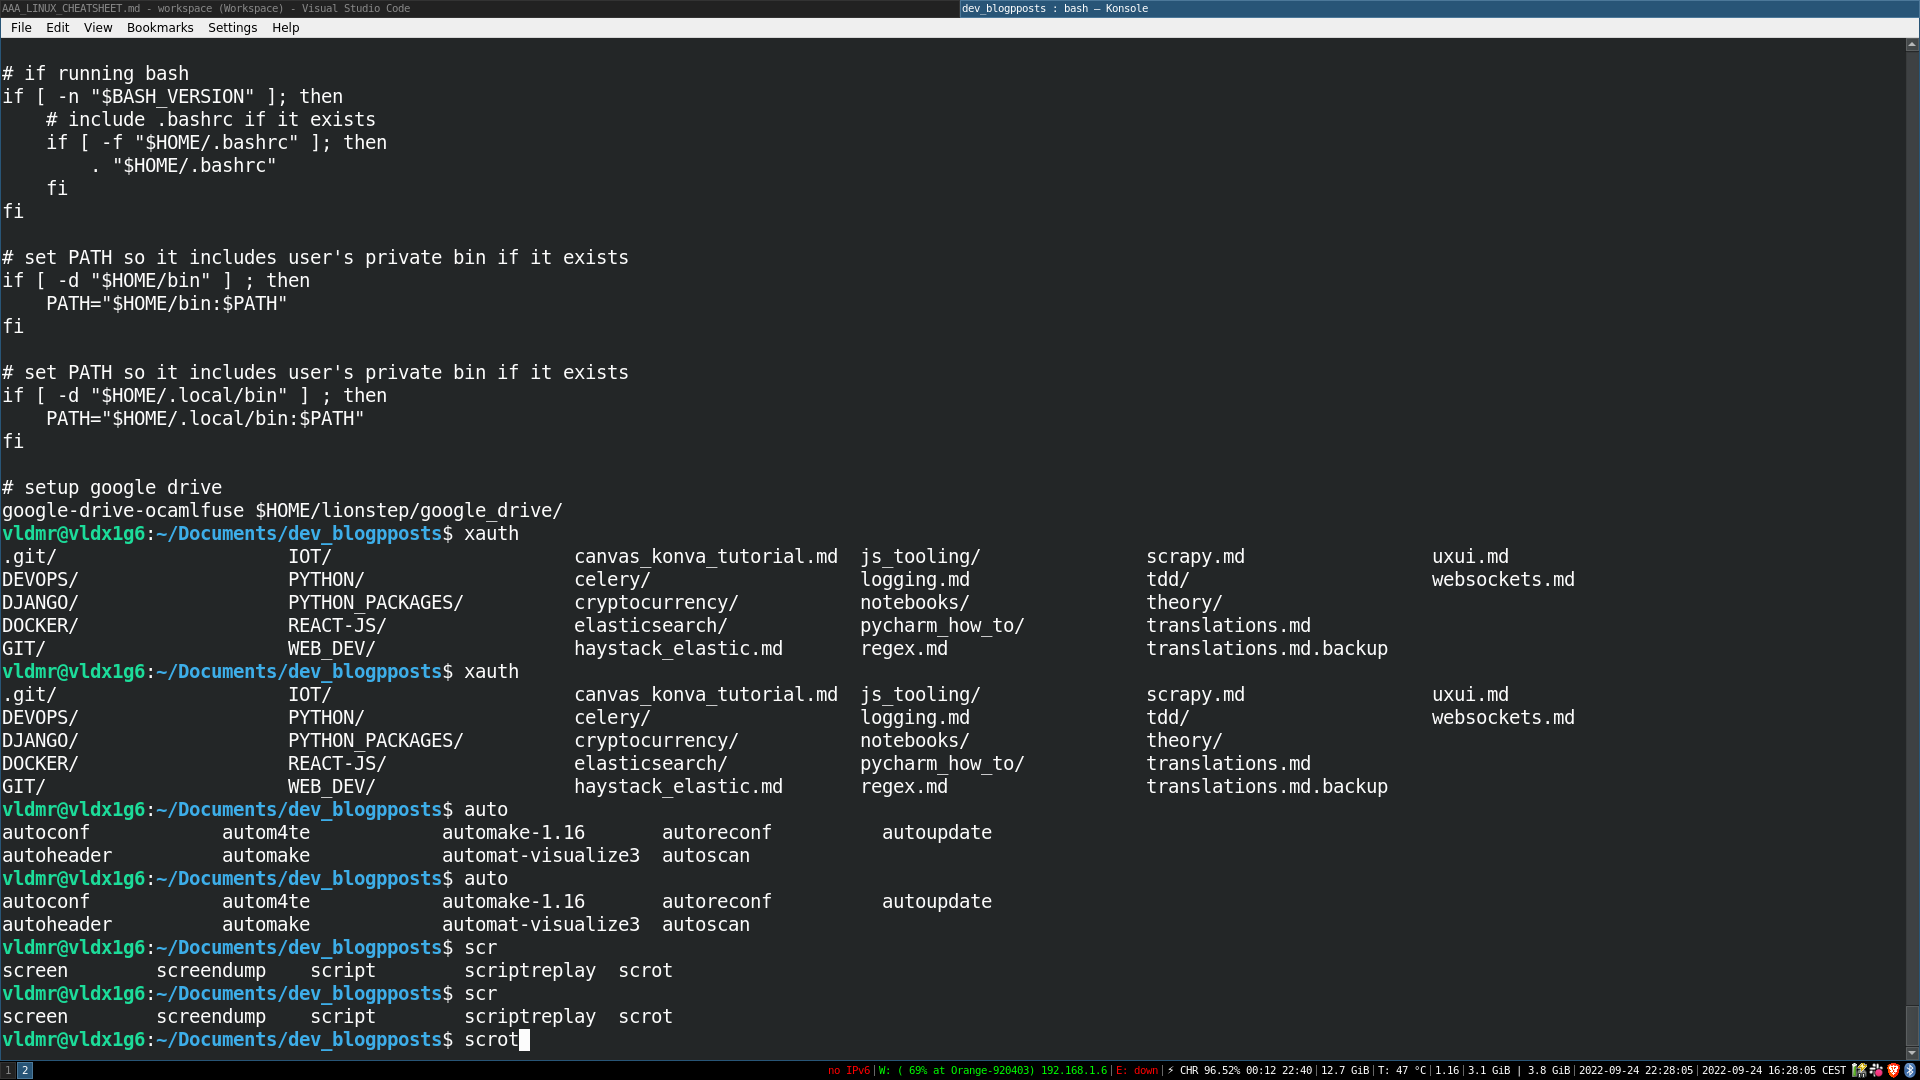 AAA_LINUX_CHEATSHEET.md - workspace (Workspace) - Visual Studio Code
dev_blogpposts : bash — Konsole
File Edit View Bookmarks Settings Help
# if running bash
if [ -n "$BASH_VERSION" ]; then
    # include .bashrc if it exists
    if [ -f "$HOME/.bashrc" ]; then
        . "$HOME/.bashrc"
    fi
fi
# set PATH so it includes user's private bin if it exists
if [ -d "$HOME/bin" ] ; then
    PATH="$HOME/bin:$PATH"
fi
# set PATH so it includes user's private bin if it exists
if [ -d "$HOME/.local/bin" ] ; then
    PATH="$HOME/.local/bin:$PATH"
fi
# setup google drive
google-drive-ocamlfuse $HOME/lionstep/google_drive/
vldmr@vldx1g6:~/Documents/dev_blogpposts$ xauth
.git/ IOT/ canvas_konva_tutorial.md js_tooling/ scrapy.md uxui.md
DEVOPS/ PYTHON/ celery/ logging.md tdd/ websockets.md
DJANGO/ PYTHON_PACKAGES/ cryptocurrency/ notebooks/ theory/
DOCKER/ REACT-JS/ elasticsearch/ pycharm_how_to/ translations.md
GIT/ WEB_DEV/ haystack_elastic.md regex.md translations.md.backup
vldmr@vldx1g6:~/Documents/dev_blogpposts$ xauth
.git/ IOT/ canvas_konva_tutorial.md js_tooling/ scrapy.md uxui.md
DEVOPS/ PYTHON/ celery/ logging.md tdd/ websockets.md
DJANGO/ PYTHON_PACKAGES/ cryptocurrency/ notebooks/ theory/
DOCKER/ REACT-JS/ elasticsearch/ pycharm_how_to/ translations.md
GIT/ WEB_DEV/ haystack_elastic.md regex.md translations.md.backup
vldmr@vldx1g6:~/Documents/dev_blogpposts$ auto
autoconf autom4te automake-1.16 autoreconf autoupdate
autoheader automake automat-visualize3 autoscan
vldmr@vldx1g6:~/Documents/dev_blogpposts$ auto
autoconf autom4te automake-1.16 autoreconf autoupdate
autoheader automake automat-visualize3 autoscan
vldmr@vldx1g6:~/Documents/dev_blogpposts$ scr
screen screendump script scriptreplay scrot
vldmr@vldx1g6:~/Documents/dev_blogpposts$ scr
screen screendump script scriptreplay scrot
vldmr@vldx1g6:~/Documents/dev_blogpposts$ scrot
1 2 no IPv6|W: ( 69% at Orange-920403) 192.168.1.6|E: down|⚡ CHR 96.52% 00:12 22:40|12.7 GiB|T: 47 °C|1.16|3.1 GiB | 3.8 GiB|2022-09-24 22:28:05|2022-09-24 16:28:05 CEST